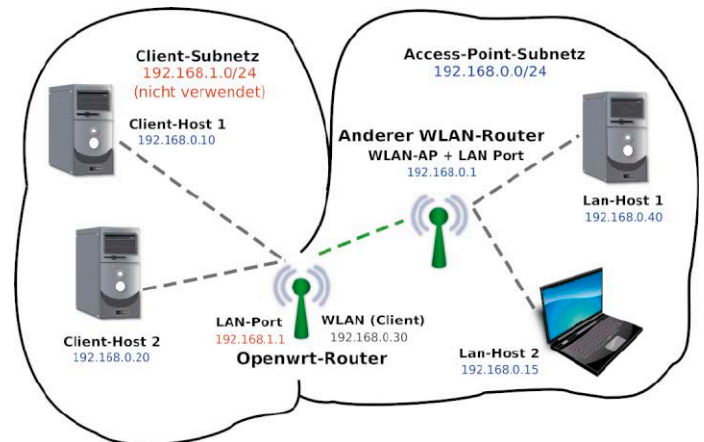 Client-Subnetz
192.168.1.0/24
(nicht verwendet)
Client-Host 1
192.168.0.10
Client-Host 2
192.168.0.20
LAN-Port
192.168.1.1
WLAN (Client)
192.168.0.30
Openwrt-Router
Access-Point-Subnetz
192.168.0.0/24
Anderer WLAN-Router
WLAN-AP + LAN Port
192.168.0.1
Lan-Host 1
192.168.0.40
Lan-Host 2
192.168.0.15